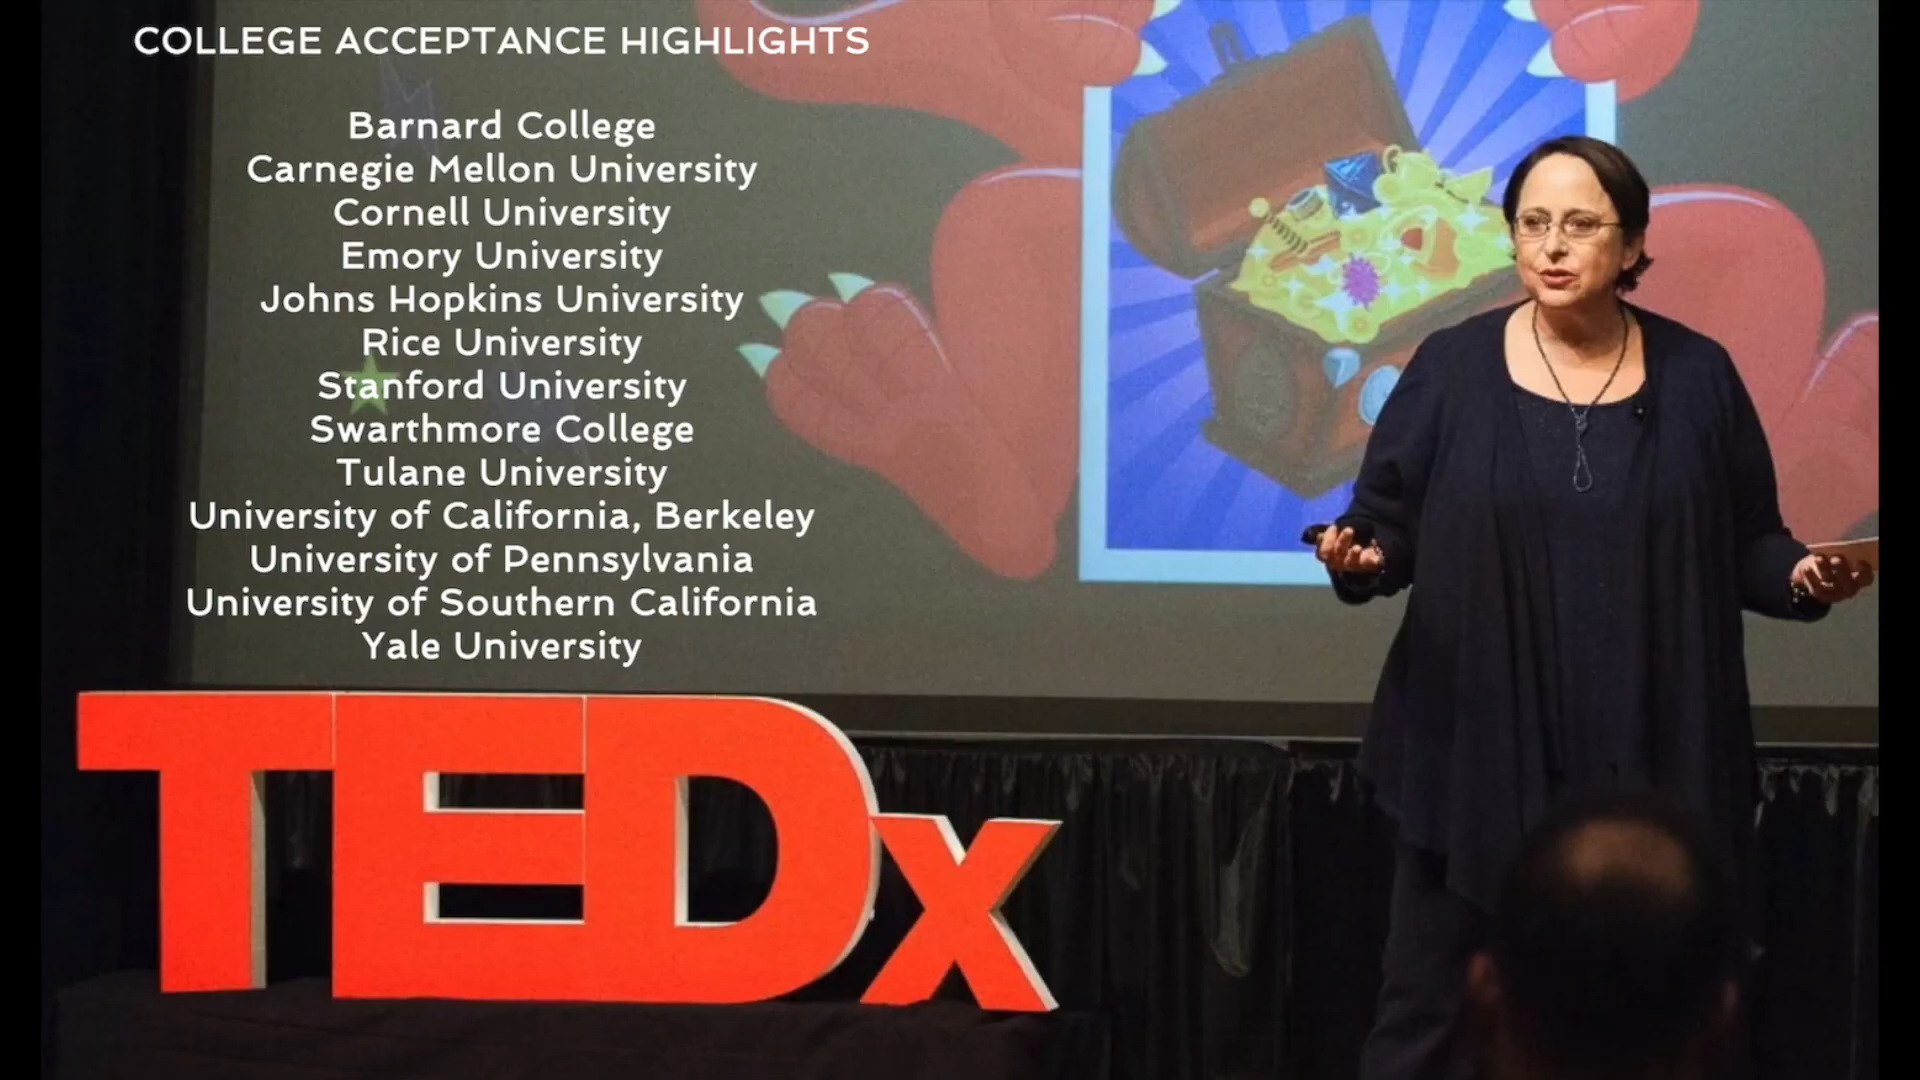 COLLEGE ACCEPTANCE HIGHLIGHTS
Barnard College
Carnegie Mellon University
Cornell University
Emory University
Johns Hopkins University
Rice University
Stanford University
Swarthmore College
Tulane University
University of California, Berkeley
University of Pennsylvania
University of Southern California
Yale University
TEDx